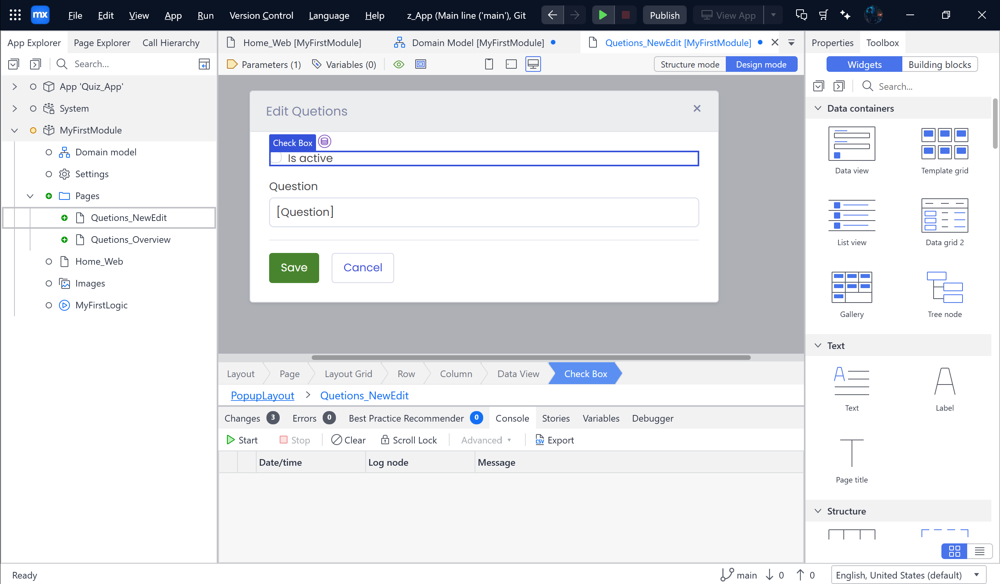 mx File Edit View App Run Version Control Language Help z_App (Main line ('main'), Git Publish View App
App Explorer Page Explorer Call Hierarchy
Search...
App 'Quiz_App'
System
MyFirstModule
Domain model
Settings
Pages
Quetions_NewEdit
Quetions_Overview
Home_Web
Images
MyFirstLogic
Home_Web [MyFirstModule] Domain Model [MyFirstModule] Quetions_NewEdit [MyFirstModule]
Parameters (1) Variables (0) Structure mode Design mode
Edit Quetions
Check Box
Is active
Question
[Question]
Save Cancel
Layout Page Layout Grid Row Column Data View Check Box
PopupLayout > Quetions_NewEdit
Changes 3 Errors 0 Best Practice Recommender 0 Console Stories Variables Debugger
Start Stop Clear Scroll Lock Advanced CSV Export
Date/time Log node Message
Properties Toolbox
Widgets Building blocks
Search...
Data containers
Data view Template grid
List view Data grid 2
Gallery Tree node
Text
Text Label
Page title
Structure
Ready main 0 0 English, United States (default)